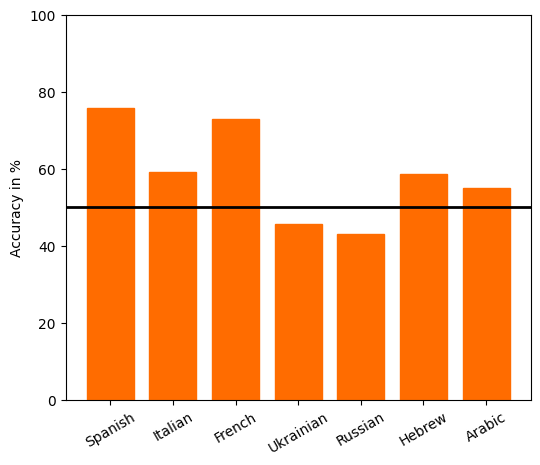 100
80
60
40
20
0
Accuracy in %
Spanish
Italian
French
Ukrainian
Russian
Hebrew
Arabic